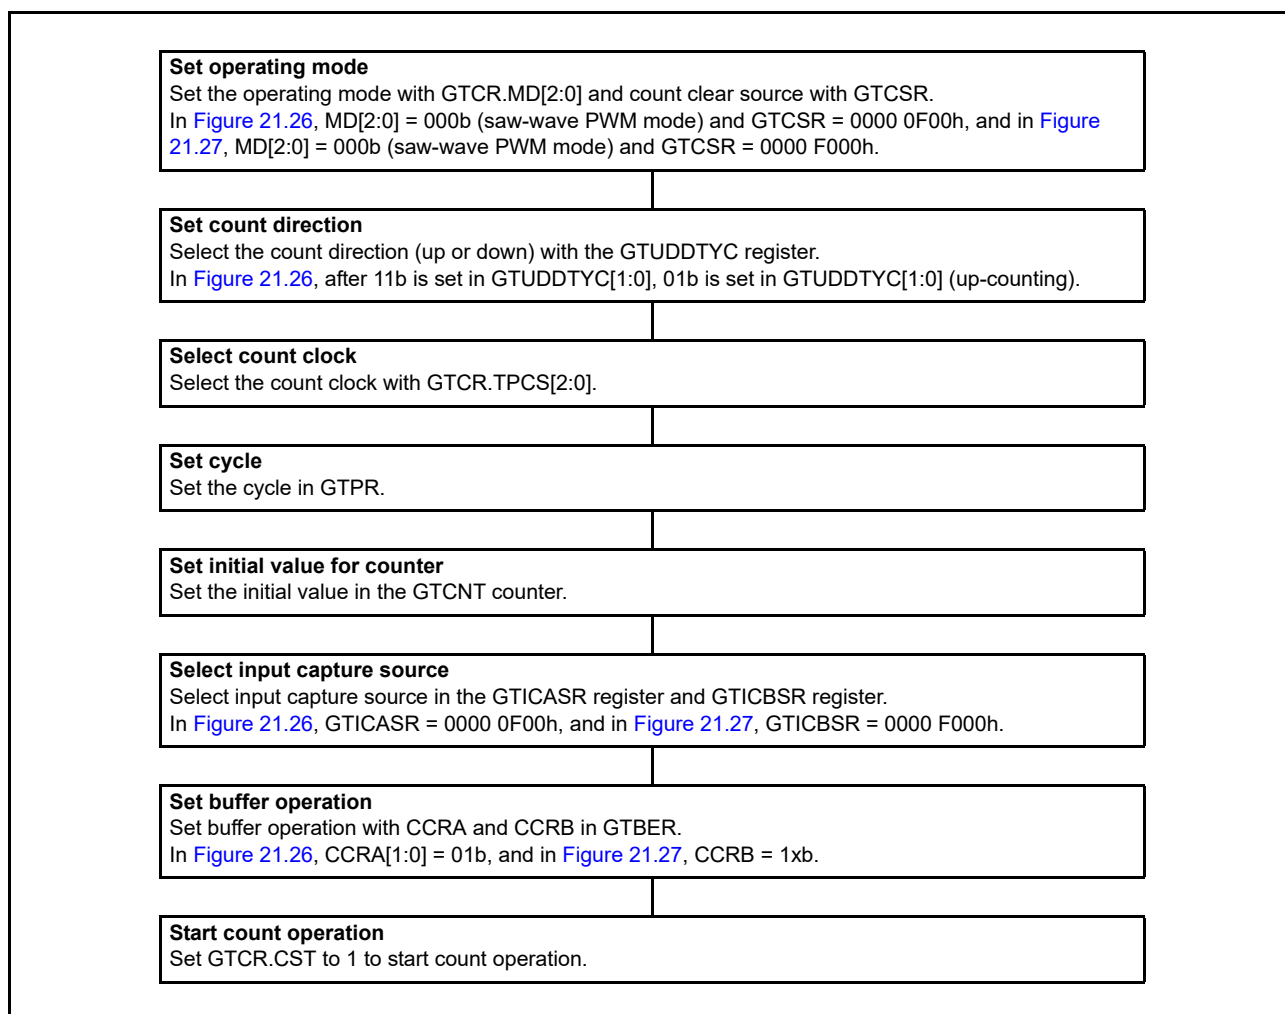 Set operating mode
Set the operating mode with GTCR.MD[2:0] and count clear source with GTCSR.
In Figure 21.26, MD[2:0] = 000b (saw-wave PWM mode) and GTCSR = 0000 0F00h, and in Figure
21.27, MD[2:0] = 000b (saw-wave PWM mode) and GTCSR = 0000 F000h.
Set count direction
Select the count direction (up or down) with the GTUDDTYC register.
In Figure 21.26, after 11b is set in GTUDDTYC[1:0], 01b is set in GTUDDTYC[1:0] (up-counting).
Select count clock
Select the count clock with GTCR.TPCS[2:0].
Set cycle
Set the cycle in GTPR.
Set initial value for counter
Set the initial value in the GTCNT counter.
Select input capture source
Select input capture source in the GTICASR register and GTICBSR register.
In Figure 21.26, GTICASR = 0000 0F00h, and in Figure 21.27, GTICBSR = 0000 F000h.
Set buffer operation
Set buffer operation with CCRA and CCRB in GTBER.
In Figure 21.26, CCRA[1:0] = 01b, and in Figure 21.27, CCRB = 1xb.
Start count operation
Set GTCR.CST to 1 to start count operation.